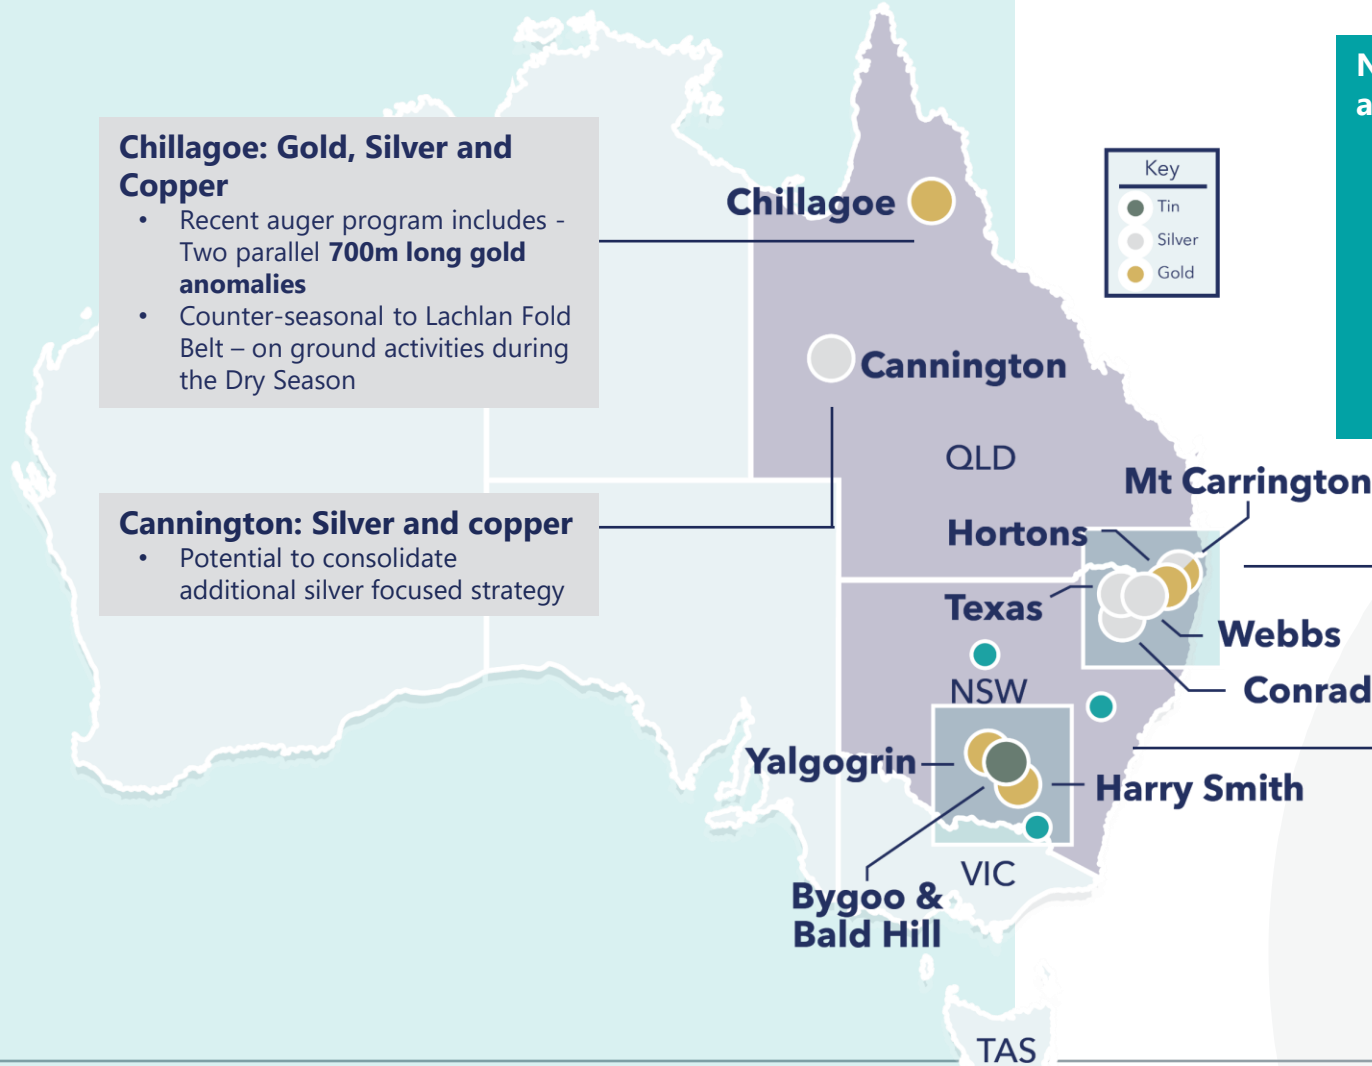 Chillagoe: Gold, Silver and
Copper
• Recent auger program includes -
Two parallel 700m long gold
anomalies
• Counter-seasonal to Lachlan Fold
Belt – on ground activities during
the Dry Season
Cannington: Silver and copper
• Potential to consolidate
additional silver focused strategy
Chillagoe
Cannington
QLD
Key
Tin
Silver
Gold
N
a
Mt Carrington
Hortons
Texas
Webbs
Conrad
NSW
Yalgogrin
Harry Smith
VIC
Bygoo &
Bald Hill
TAS